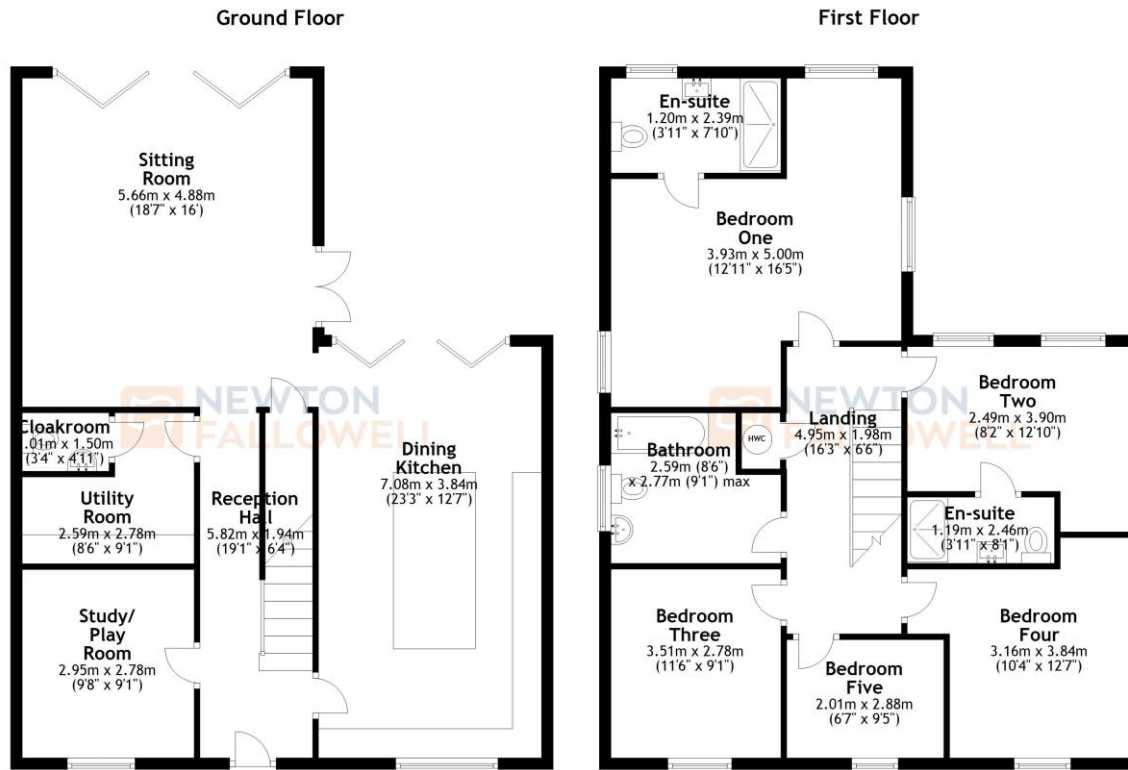 Ground Floor
Sitting
Room
5.66m x 4.88m
(18'7" x 16')
NEWTON
FALLOWELL
Cloakroom
.01m x 1.50m
(3'4" x 4'11")
Utility
Room
2.59m x 2.78m
(8'6" x 9'1")
Reception
Hall
5.82m x 1.94m
(19'1" x 6'4")
Dining
Kitchen
7.08m x 3.84m
(23'3" x 12'7")
Study/
Play
Room
2.95m x 2.78m
(9'8" x 9'1")
First Floor
En-suite
1.20m x 2.39m
(3'11" x 7'10")
Bedroom
One
3.93m x 5.00m
(12'11" x 16'5")
NEWTON
FALLOWELL
Bathroom
2.59m (8'6")
x 2.77m (9'1") max
HWC
Landing
4.95m x 1.98m
(16'3" x 6'6")
Bedroom
Two
2.49m x 3.90m
(8'2" x 12'10")
En-suite
1.19m x 2.46m
(3'11" x 8'1")
Bedroom
Three
3.51m x 2.78m
(11'6" x 9'1")
Bedroom
Five
2.01m x 2.88m
(6'7" x 9'5")
Bedroom
Four
3.16m x 3.84m
(10'4" x 12'7")